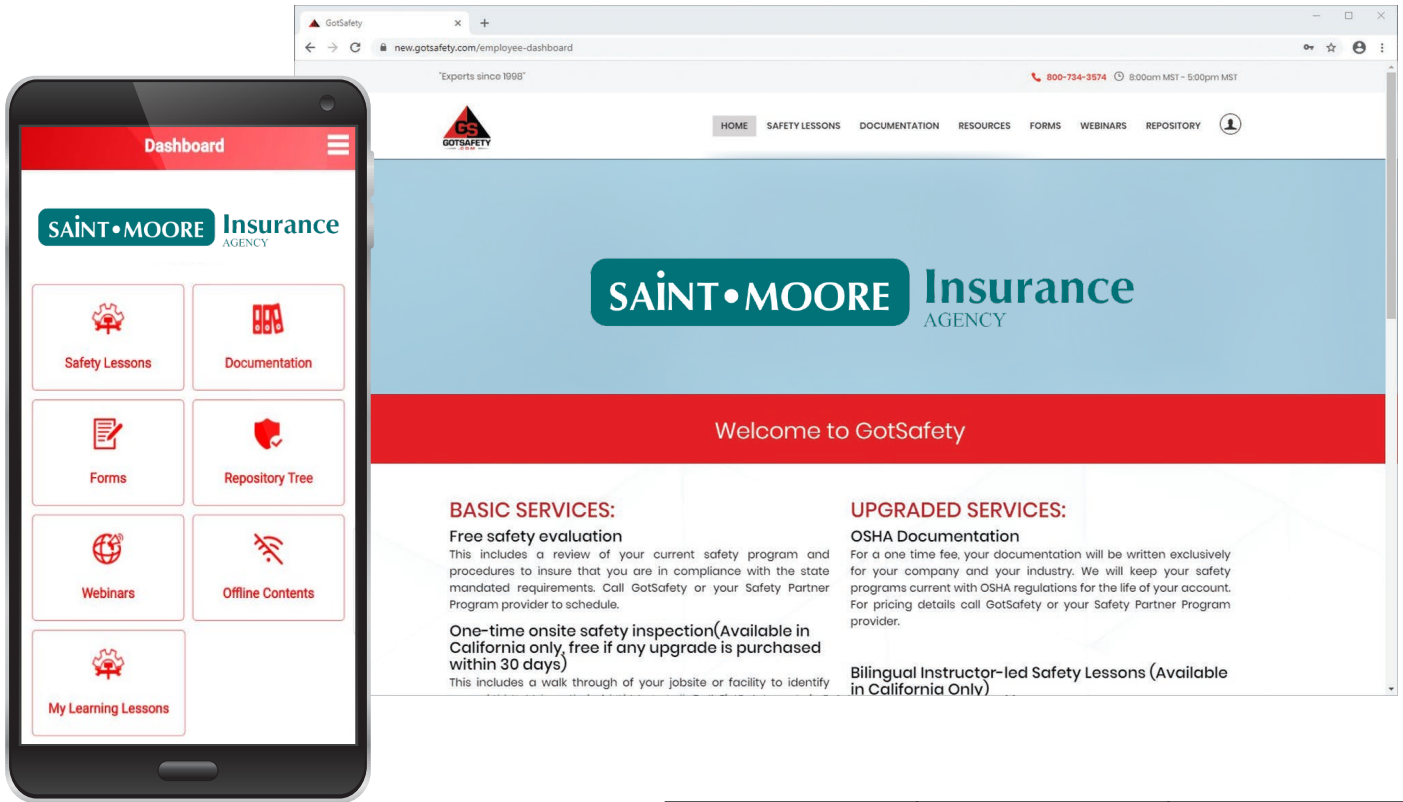 GotSafety
new.gotsafety.com/employee-dashboard
"Experts since 1998"
800-734-3574 8:00am MST - 5:00pm MST
GS
GOTSAFETY
.COM
HOME SAFETY LESSONS DOCUMENTATION RESOURCES FORMS WEBINARS REPOSITORY
SAINT•MOORE Insurance
AGENCY
Welcome to GotSafety
BASIC SERVICES:
Free safety evaluation
This includes a review of your current safety program and
procedures to insure that you are in compliance with the state
mandated requirements. Call GotSafety or your Safety Partner
Program provider to schedule.
One-time onsite safety inspection(Available in
California only, free if any upgrade is purchased
within 30 days)
This includes a walk through of your jobsite or facility to identify
UPGRADED SERVICES:
OSHA Documentation
For a one time fee, your documentation will be written exclusively
for your company and your industry. We will keep your safety
programs current with OSHA regulations for the life of your account.
For pricing details call GotSafety or your Safety Partner Program
provider.
Bilingual Instructor-led Safety Lessons (Available
in California Only)
Dashboard
SAINT•MOORE Insurance
AGENCY
Safety Lessons
Documentation
Forms
Repository Tree
Webinars
Offline Contents
My Learning Lessons